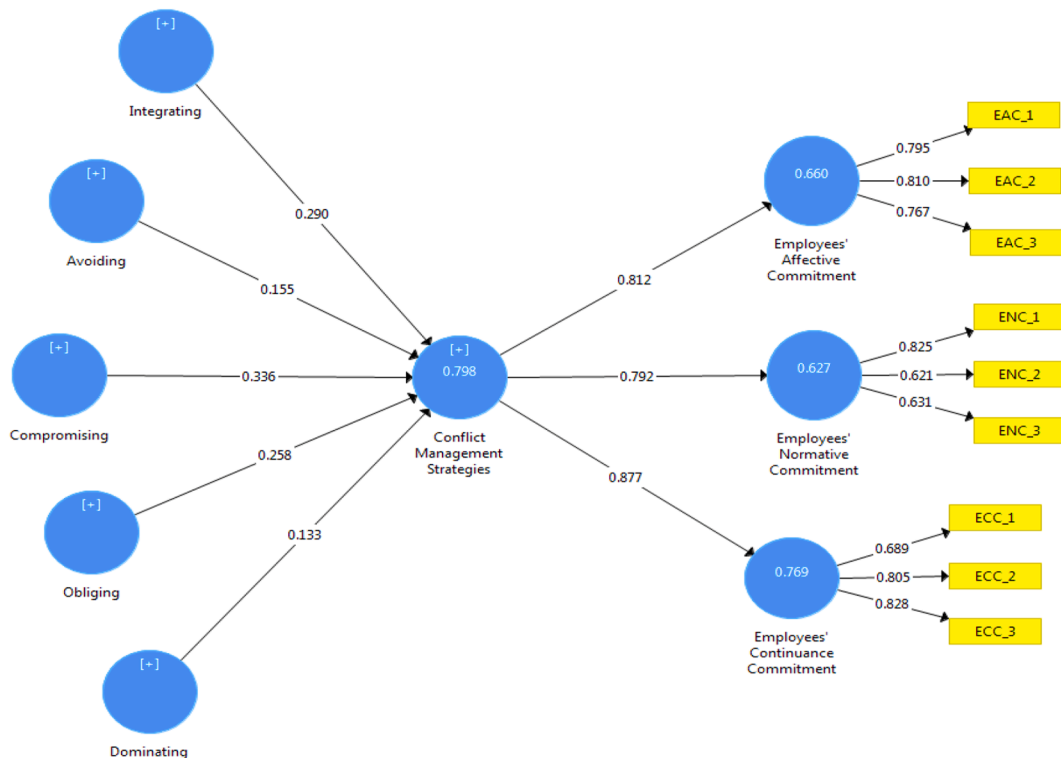 [+]
Integrating
[+]
Avoiding
[+]
Compromising
[+]
Obliging
[+]
Dominating
0.290
0.155
0.336
0.258
0.133
[+]
0.798
Conflict
Management
Strategies
0.812
0.792
0.877
0.660
Employees'
Affective
Commitment
0.795
0.810
0.767
EAC_1
EAC_2
EAC_3
0.627
Employees'
Normative
Commitment
0.825
0.621
0.631
ENC_1
ENC_2
ENC_3
0.769
Employees'
Continuance
Commitment
0.689
0.805
0.828
ECC_1
ECC_2
ECC_3